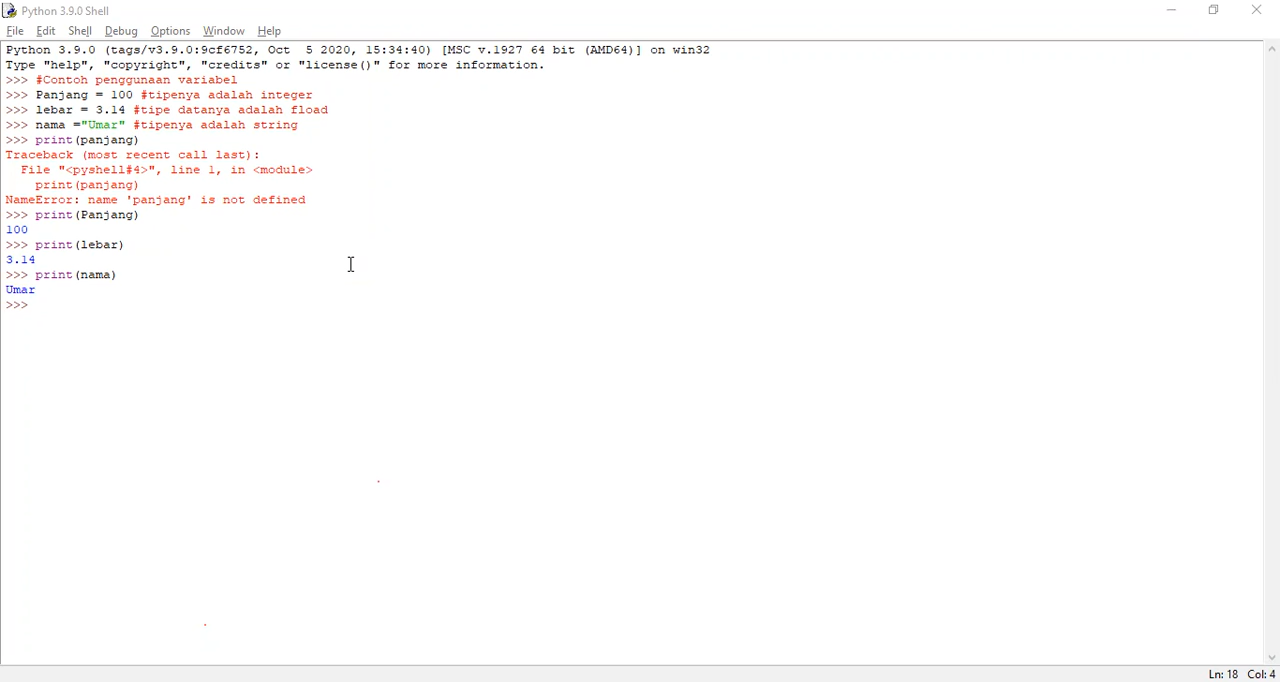 Python 3.9.0 Shell
File Edit Shell Debug Options Window Help
Python 3.9.0 (tags/v3.9.0:9cf6752, Oct  5 2020, 15:34:40) [MSC v.1927 64 bit (AMD64)] on win32
Type "help", "copyright", "credits" or "license()" for more information.
>>> #Contoh penggunaan variabel
>>> Panjang = 100 #tipenya adalah integer
>>> lebar = 3.14 #tipe datanya adalah fload
>>> nama ="Umar" #tipenya adalah string
>>> print(panjang)
Traceback (most recent call last):
  File "<pyshell#4>", line 1, in <module>
    print(panjang)
NameError: name 'panjang' is not defined
>>> print(Panjang)
100
>>> print(lebar)
3.14
>>> print(nama)
Umar
>>>
Ln: 18 Col: 4